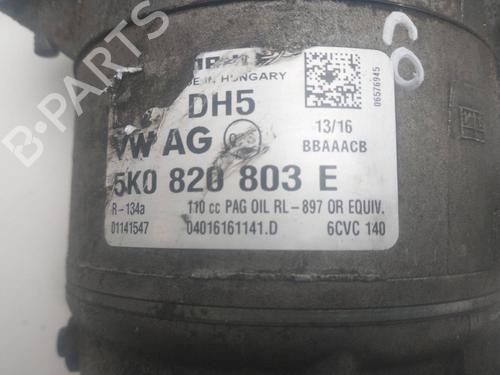 IN HUNGARY
DH5
06576945
VW AG
13/16
BBAAACB
5K0 820 803 E
R-134a
110 cc PAG OIL RL-897 OR EQUIV.
01141547
04016161141.D
6CVC 140
CO
B-PARTS